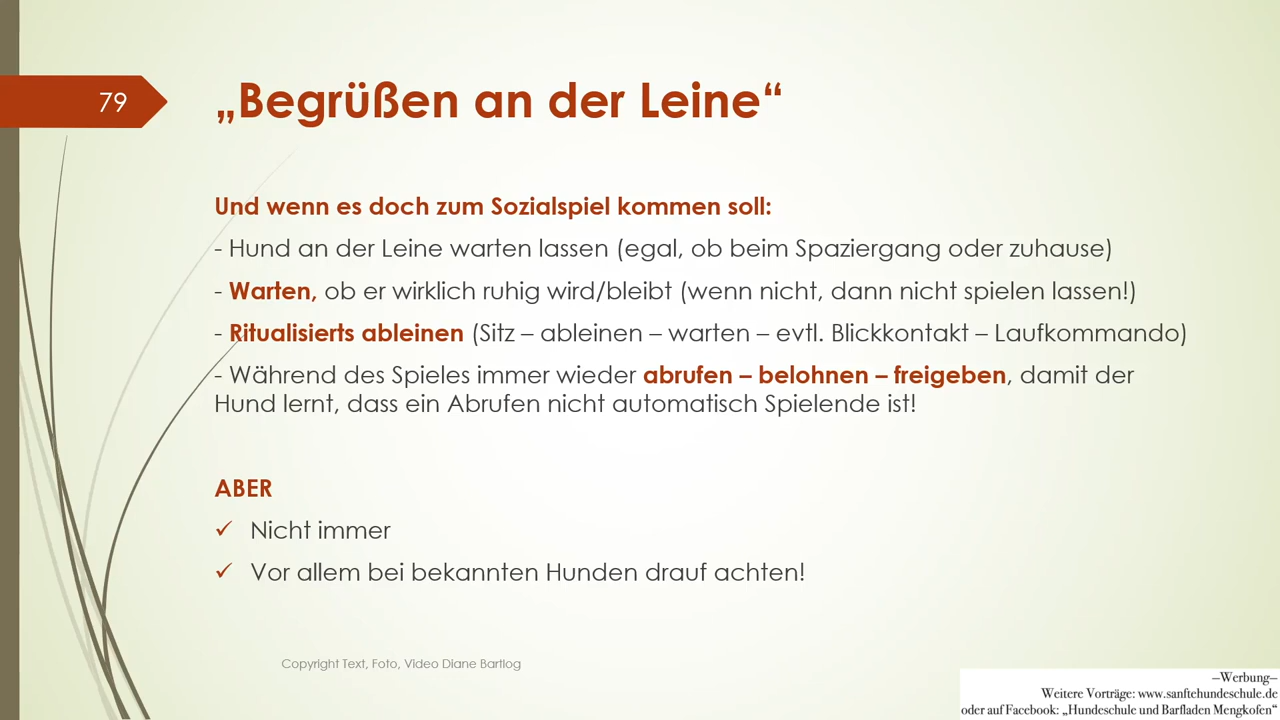 79
„Begrüßen an der Leine“
Und wenn es doch zum Sozialspiel kommen soll:
- Hund an der Leine warten lassen (egal, ob beim Spaziergang oder zuhause)
- Warten, ob er wirklich ruhig wird/bleibt (wenn nicht, dann nicht spielen lassen!)
- Ritualisierts ableinen (Sitz – ableinen – warten – evtl. Blickkontakt – Laufkommando)
- Während des Spieles immer wieder abrufen – belohnen – freigeben, damit der
Hund lernt, dass ein Abrufen nicht automatisch Spielende ist!
ABER
✓ Nicht immer
✓ Vor allem bei bekannten Hunden drauf achten!
Copyright Text, Foto, Video Diane Bartlog
—Werbung—
Weitere Vorträge: www.sanftehundeschule.de
oder auf Facebook: „Hundeschule und Barfladen Mengkofen“